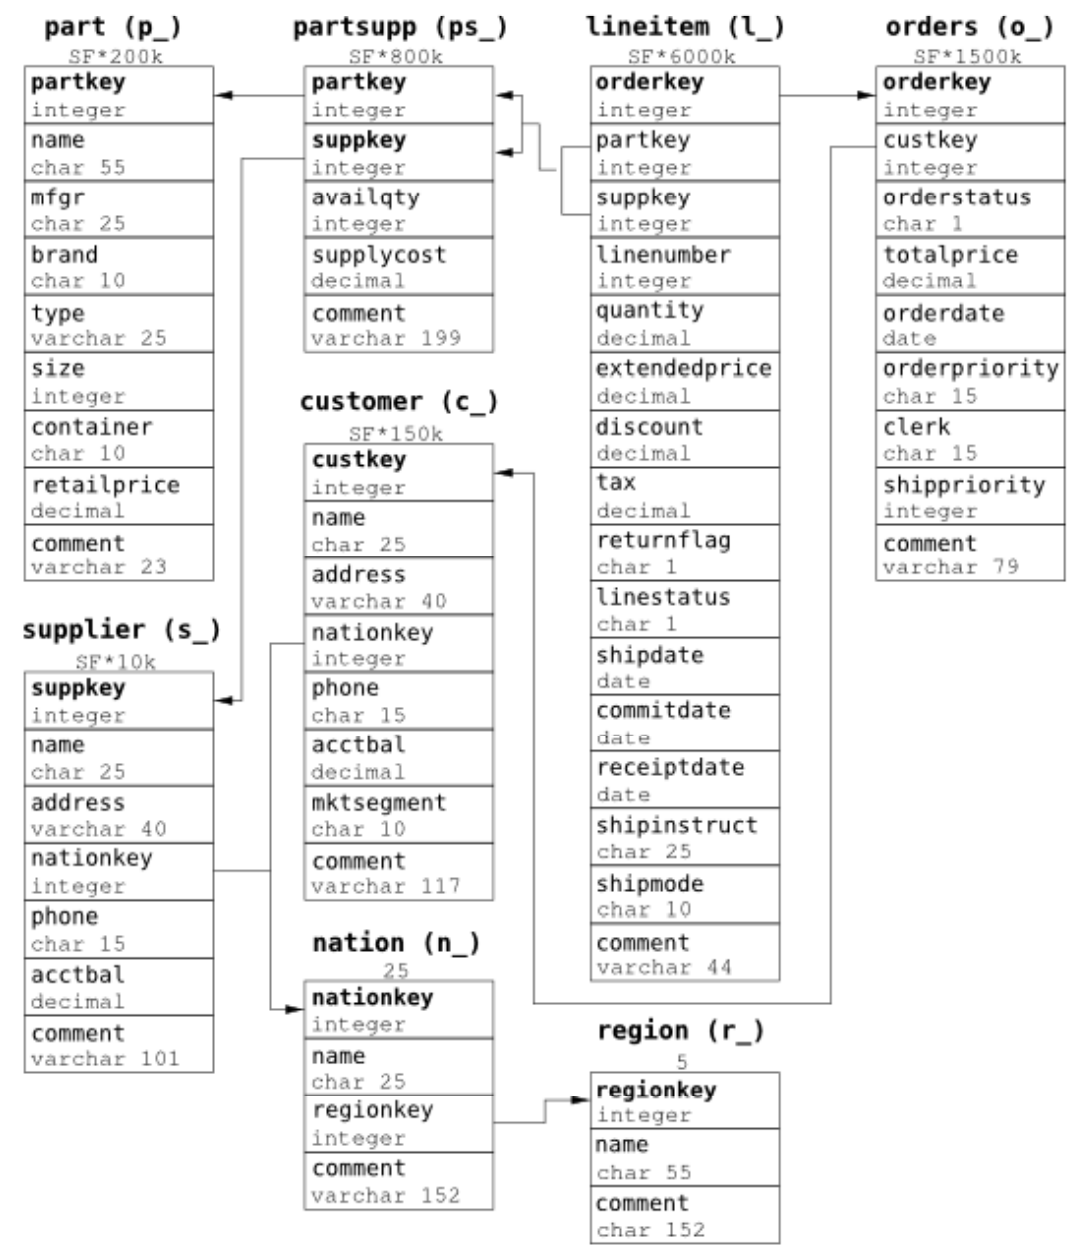 part (p_)
SF*200k
partkey
integer
name
char 55
mfgr
char 25
brand
char 10
type
varchar 25
size
integer
container
char 10
retailprice
decimal
comment
varchar 23
supplier (s_)
SF*10k
suppkey
integer
name
char 25
address
varchar 40
nationkey
integer
phone
char 15
acctbal
decimal
comment
varchar 101
partsupp (ps_)
SF*800k
partkey
integer
suppkey
integer
availqty
integer
supplycost
decimal
comment
varchar 199
customer (c_)
SF*150k
custkey
integer
name
char 25
address
varchar 40
nationkey
integer
phone
char 15
acctbal
decimal
mktsegment
char 10
comment
varchar 117
nation (n_)
25
nationkey
integer
name
char 25
regionkey
integer
comment
varchar 152
lineitem (l_)
SF*6000k
orderkey
integer
partkey
integer
suppkey
integer
linenumber
integer
quantity
decimal
extendedprice
decimal
discount
decimal
tax
decimal
returnflag
char 1
linestatus
char 1
shipdate
date
commitdate
date
receiptdate
date
shipinstruct
char 25
shipmode
char 10
comment
varchar 44
region (r_)
5
regionkey
integer
name
char 55
comment
char 152
orders (o_)
SF*1500k
orderkey
integer
custkey
integer
orderstatus
char 1
totalprice
decimal
orderdate
date
orderpriority
char 15
clerk
char 15
shippriority
integer
comment
varchar 79